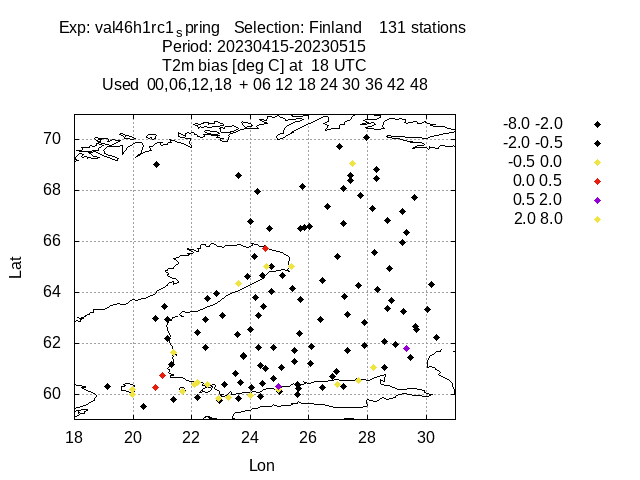 Exp: val46h1rc1spring Selection: Finland 131 stations
Period: 20230415-20230515
T2m bias [deg C] at 18 UTC
Used 00,06,12,18 + 06 12 18 24 30 36 42 48
-8.0 -2.0
-2.0 -0.5
-0.5 0.0
0.0 0.5
0.5 2.0
2.0 8.0
70
68
66
64
62
60
Lat
18 20 22 24 26 28 30
Lon